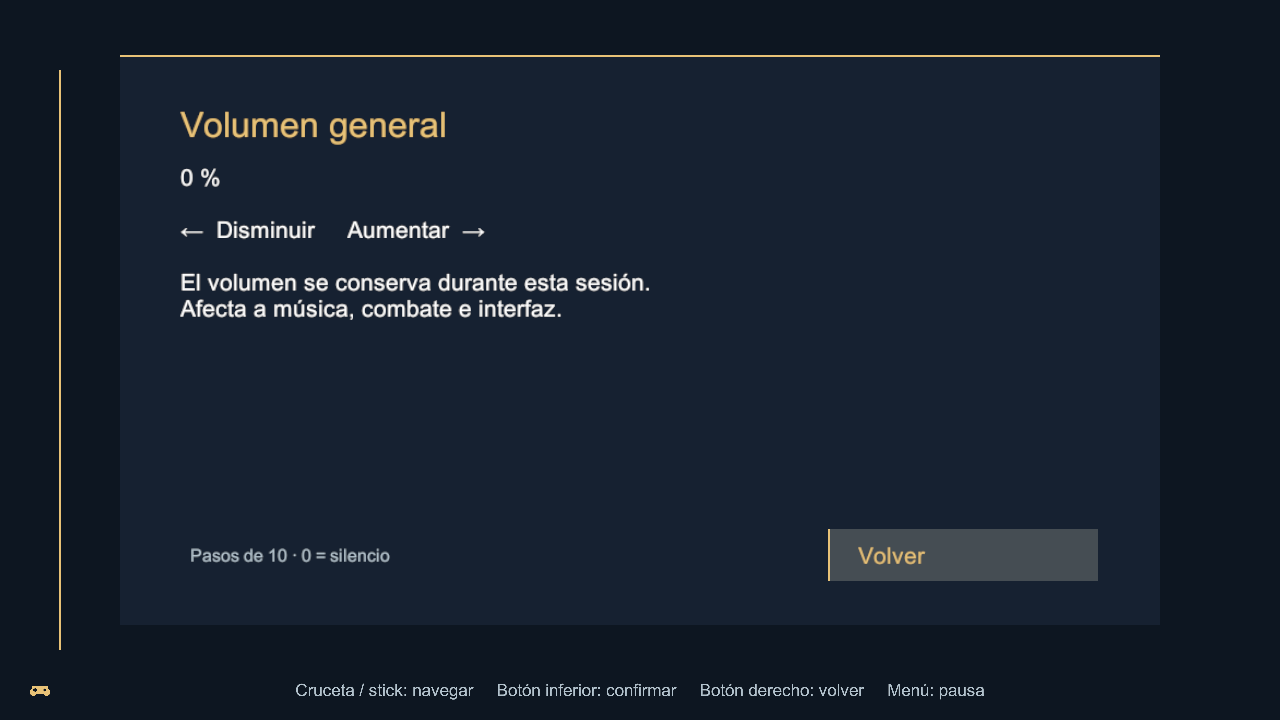 Volumen general
0 %
← Disminuir Aumentar →
El volumen se conserva durante esta sesión.
Afecta a música, combate e interfaz.
Pasos de 10 · 0 = silencio
Volver
Cruceta / stick: navegar Botón inferior: confirmar Botón derecho: volver Menú: pausa